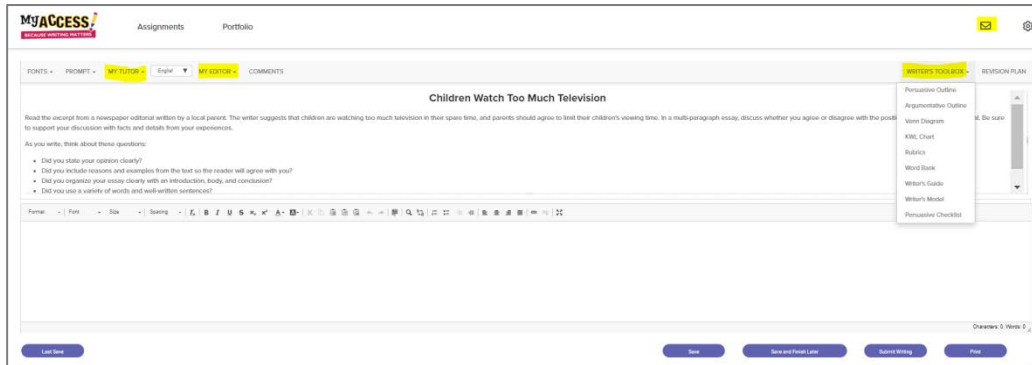 MY ACCESS!
BECAUSE WRITING MATTERS
Assignments Portfolio
FONTS PROMPT MY TUTOR English MY EDITOR COMMENTS WRITER'S TOOLBOX REVISION PLAN
Persuasive Outline
Argumentative Outline
Venn Diagram
KWL Chart
Rubrics
Word Bank
Writer's Guide
Writer's Model
Persuasive Checklist
Children Watch Too Much Television
Read the excerpt from a newspaper editorial written by a local parent. The writer suggests that children are watching too much television in their spare time, and parents should agree to limit their children's viewing time. In a multi-paragraph essay, discuss whether you agree or disagree with the Be sure
to support your discussion with facts and details from your experiences.
As you write, think about these questions:
• Did you state your opinion clearly?
• Did you include reasons and examples from the text so the reader will agree with you?
• Did you organize your essay clearly with an introduction, body, and conclusion?
• Did you use a variety of words and well-written sentences?
Format Font Size Spacing
Characters: 0, Words: 0
Last Save Save Save and Finish Later Submit Writing Print